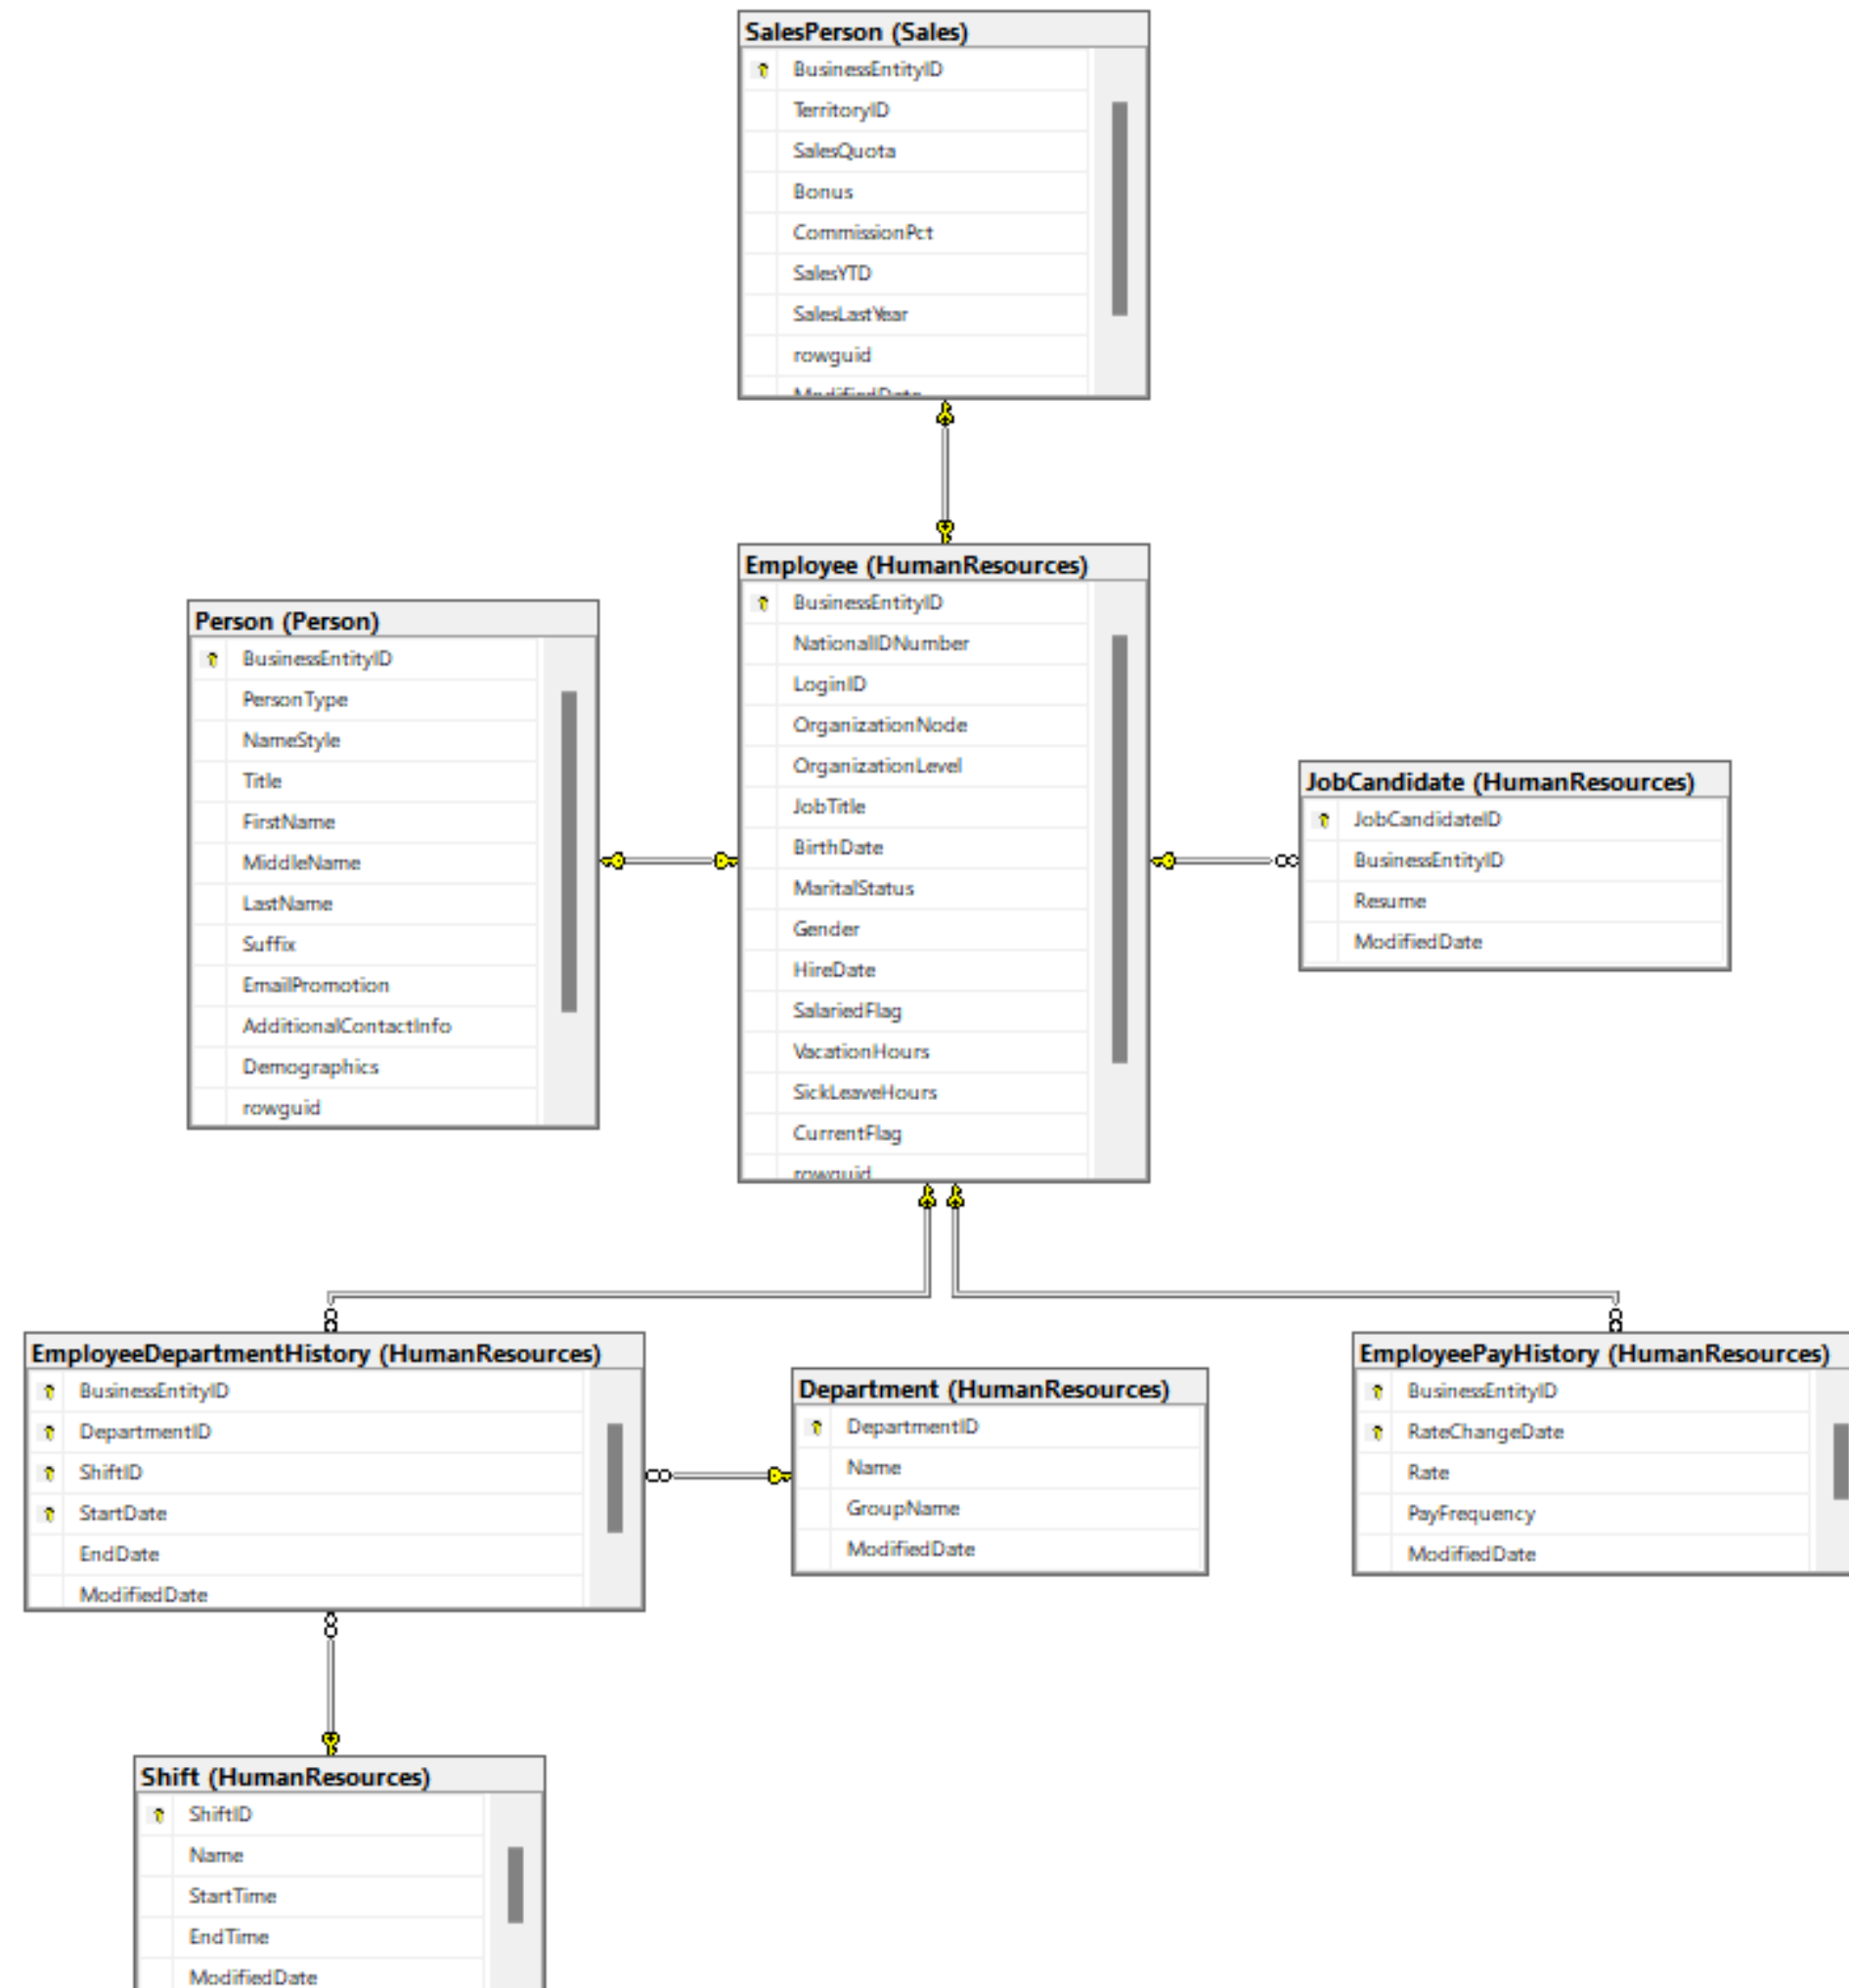 SalesPerson (Sales)
BusinessEntityID
TerritoryID
SalesQuota
Bonus
CommissionPct
SalesYTD
SalesLastYear
rowguid
ModifiedDate
Employee (HumanResources)
BusinessEntityID
NationalIDNumber
LoginID
OrganizationNode
OrganizationLevel
JobTitle
BirthDate
MaritalStatus
Gender
HireDate
SalariedFlag
VacationHours
SickLeaveHours
CurrentFlag
rowguid
Person (Person)
BusinessEntityID
PersonType
NameStyle
Title
FirstName
MiddleName
LastName
Suffix
EmailPromotion
AdditionalContactInfo
Demographics
rowguid
JobCandidate (HumanResources)
JobCandidateID
BusinessEntityID
Resume
ModifiedDate
EmployeeDepartmentHistory (HumanResources)
BusinessEntityID
DepartmentID
ShiftID
StartDate
EndDate
ModifiedDate
Department (HumanResources)
DepartmentID
Name
GroupName
ModifiedDate
EmployeePayHistory (HumanResources)
BusinessEntityID
RateChangeDate
Rate
PayFrequency
ModifiedDate
Shift (HumanResources)
ShiftID
Name
StartTime
EndTime
ModifiedDate